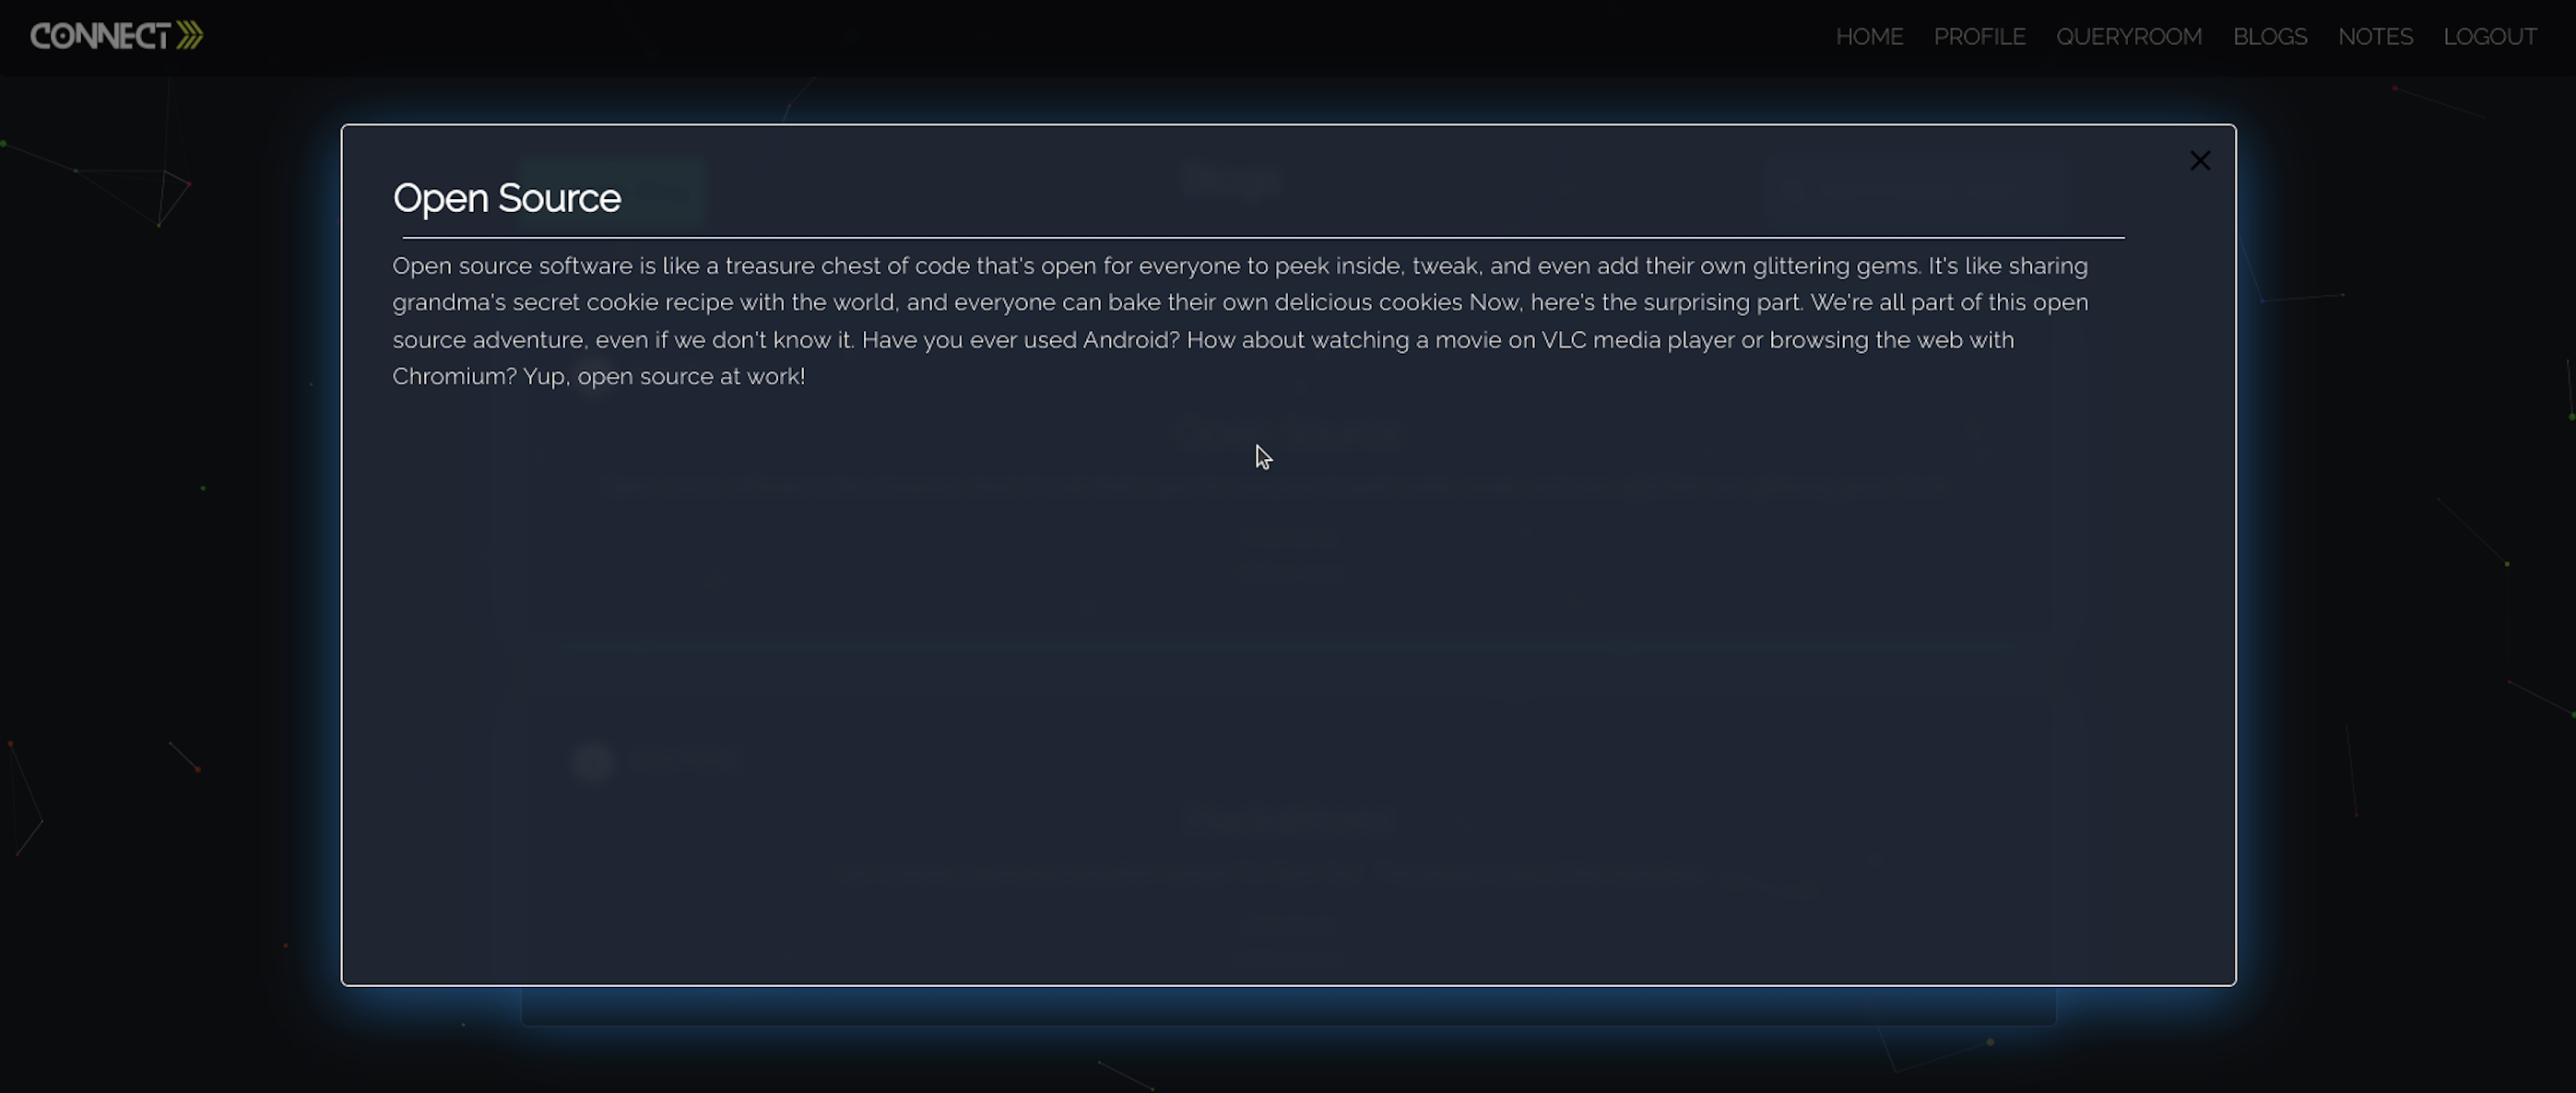 CONNECT
HOME PROFILE QUERYROOM BLOGS NOTES LOGOUT
Open Source
Open source software is like a treasure chest of code that's open for everyone to peek inside, tweak, and even add their own glittering gems. It's like sharing
grandma's secret cookie recipe with the world, and everyone can bake their own delicious cookies Now, here's the surprising part. We're all part of this open
source adventure, even if we don't know it. Have you ever used Android? How about watching a movie on VLC media player or browsing the web with
Chromium? Yup, open source at work!